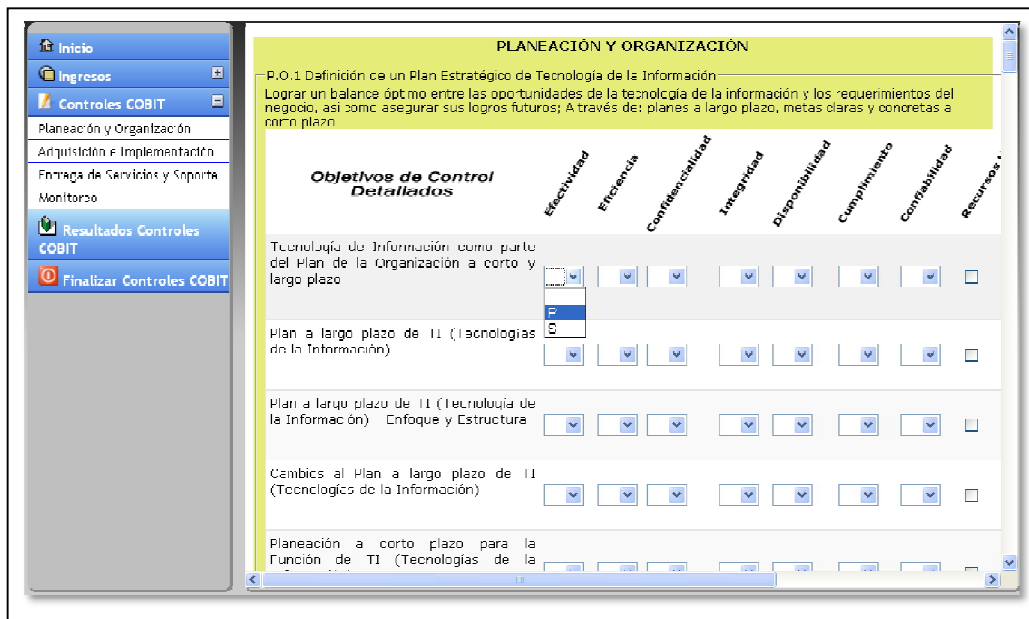 Inicio
Ingresos
Controles COBIT
Planeación y Organización
Adquisición e Implementación
Entrega de Servicios y Soporte
Monitoreo
Resultados Controles
COBIT
Finalizar Controles COBIT
PLANEACIÓN Y ORGANIZACIÓN
P.O.1 Definición de un Plan Estratégico de Tecnología de la Información
Lograr un balance óptimo entre las oportunidades de la tecnología de la información y los requerimientos del
negocio, así como asegurar sus logros futuros; A través de: planes a largo plazo, metas claras y concretas a
corto plazo
Objetivos de Control
Detallados
Efectividad
Eficiencia
Confidencialidad
Integridad
Disponibilidad
Cumplimiento
Confiabilidad
Recursos
Tecnología de Información como parte
del Plan de la Organización a corto y
largo plazo
P
S
Plan a largo plazo de TI (Tecnologías
de la Información)
Plan a largo plazo de TI (Tecnología de
la Información) Enfoque y Estructura
Cambios al Plan a largo plazo de TI
(Tecnologías de la Información)
Planeación a corto plazo para la
Función de TI (Tecnologías de la